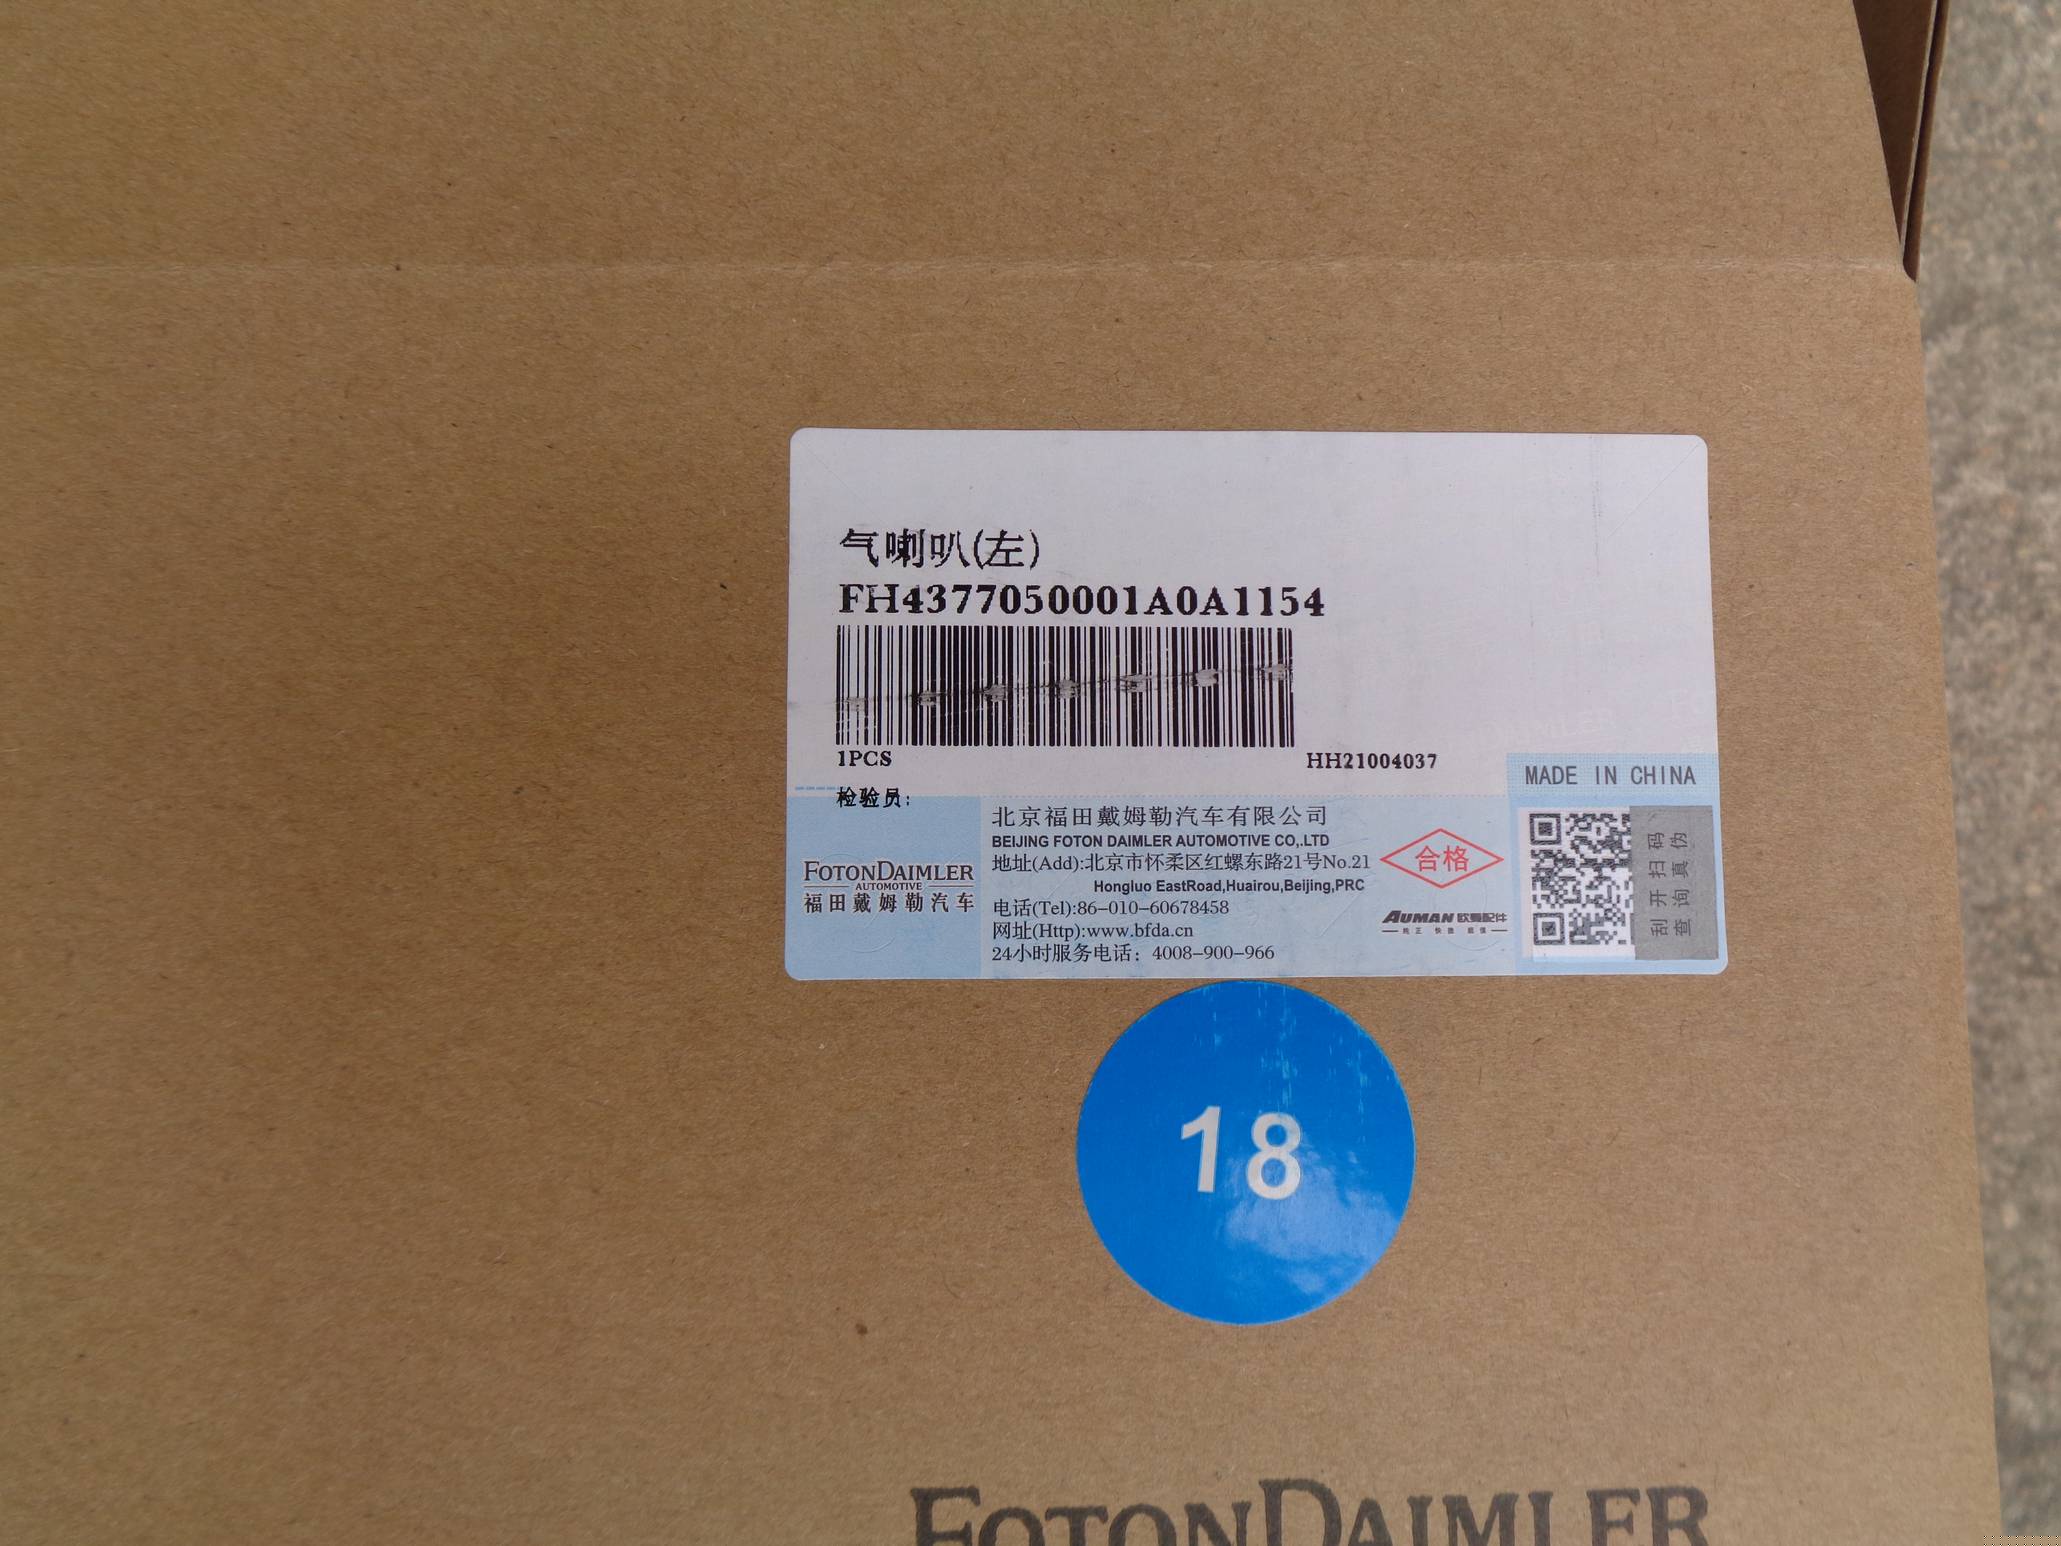 气喇叭(左)
FH4377050001A0A1154
1PCS
HH21004037
检验员:
MADE IN CHINA
FOTONDAIMLER
AUTOMOTIVE
福田戴姆勒汽车
北京福田戴姆勒汽车有限公司
BEIJING FOTON DAIMLER AUTOMOTIVE CO,.LTD
地址(Add):北京市怀柔区红螺东路21号No.21
Hongluo EastRoad,Huairou,Beijing,PRC
电话(Tel):86-010-60678458
网址(Http):www.bfda.cn
24小时服务电话：4008-900-966
合格
AUMAN 欧曼配件
刮开扫码
查询真伪
18
FOTONDAIMLER